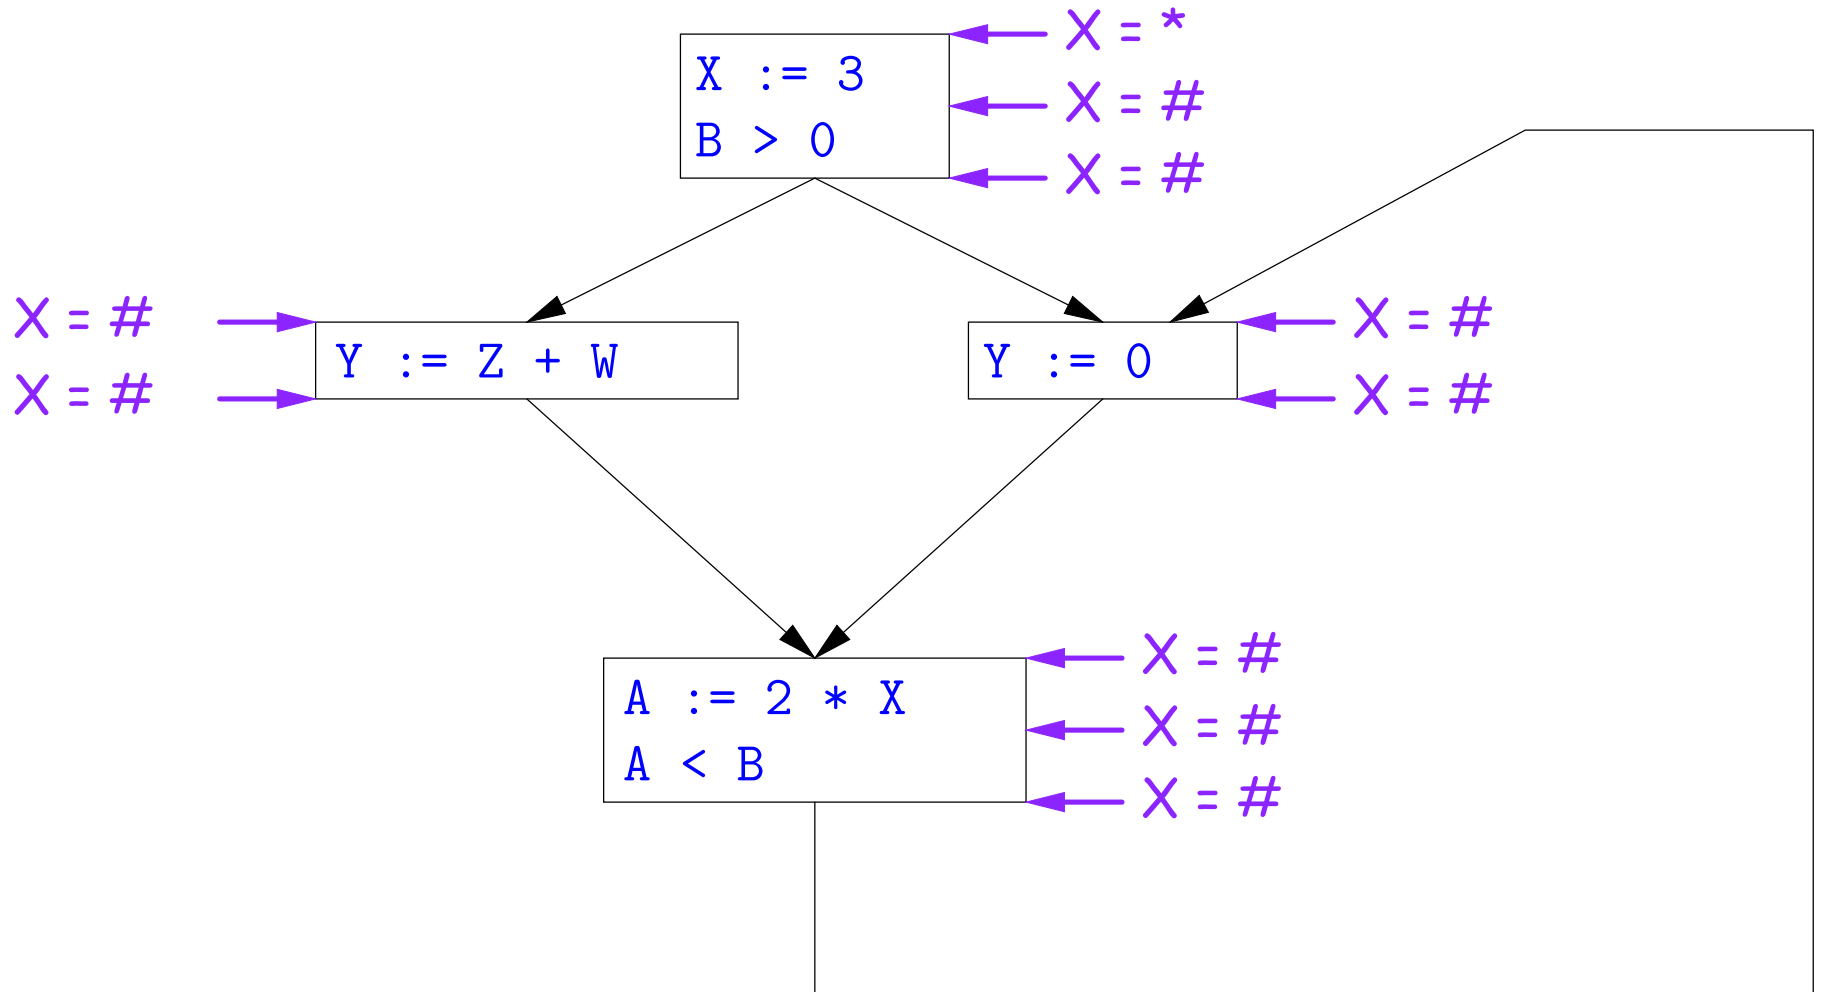 X = *
X := 3
X = #
B > 0
X = #
X = #
X = #
Y := Z + W
Y := 0
X = #
X = #
X = #
A := 2 * X
X = #
A < B
X = #